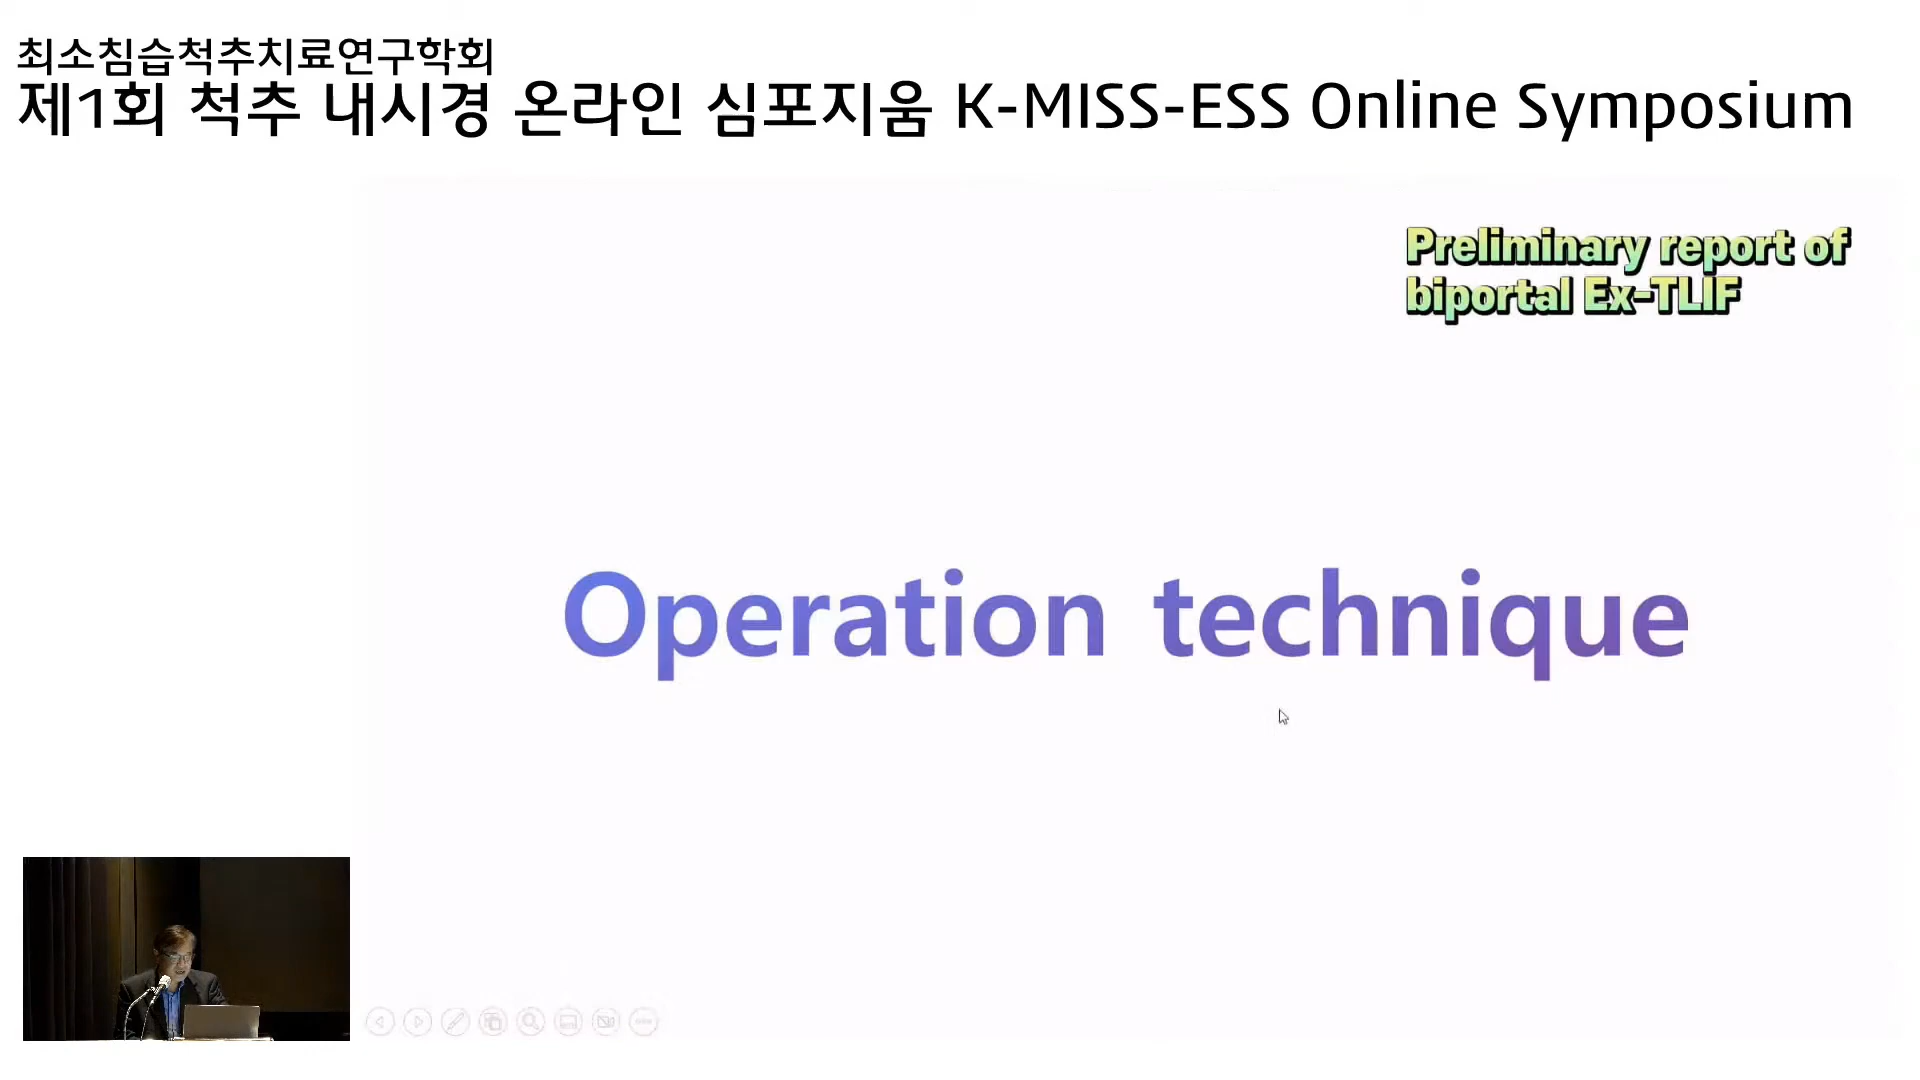 최소침습척추치료연구학회
제1회 척추 내시경 온라인 심포지움 K-MISS-ESS Online Symposium
Preliminary report of
biportal Ex-TLIF
Operation technique